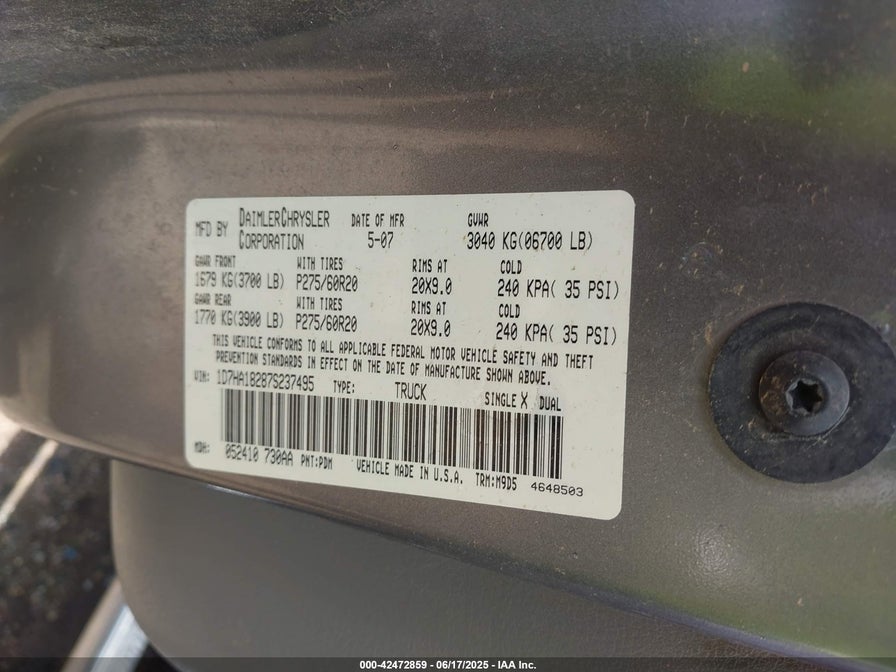 MFD BY DAIMLERCHRYSLER CORPORATION DATE OF MFR 5-07 GVWR 3040 KG(06700 LB)
GAWR FRONT WITH TIRES RIMS AT COLD
1679 KG(3700 LB) P275/60R20 20X9.0 240 KPA( 35 PSI)
GAWR REAR WITH TIRES RIMS AT COLD
1770 KG(3900 LB) P275/60R20 20X9.0 240 KPA( 35 PSI)
THIS VEHICLE CONFORMS TO ALL APPLICABLE FEDERAL MOTOR VEHICLE SAFETY AND THEFT
PREVENTION STANDARDS IN EFFECT ON THE DATE OF MANUFACTURE SHOWN ABOVE.
VIN: 1D7HA18287S237495 TYPE: TRUCK SINGLE X DUAL
MDH: 052410 730AA PNT:PDM VEHICLE MADE IN U.S.A. TRM:M9D5 4648503
000-42472859 - 06/17/2025 - IAA Inc.